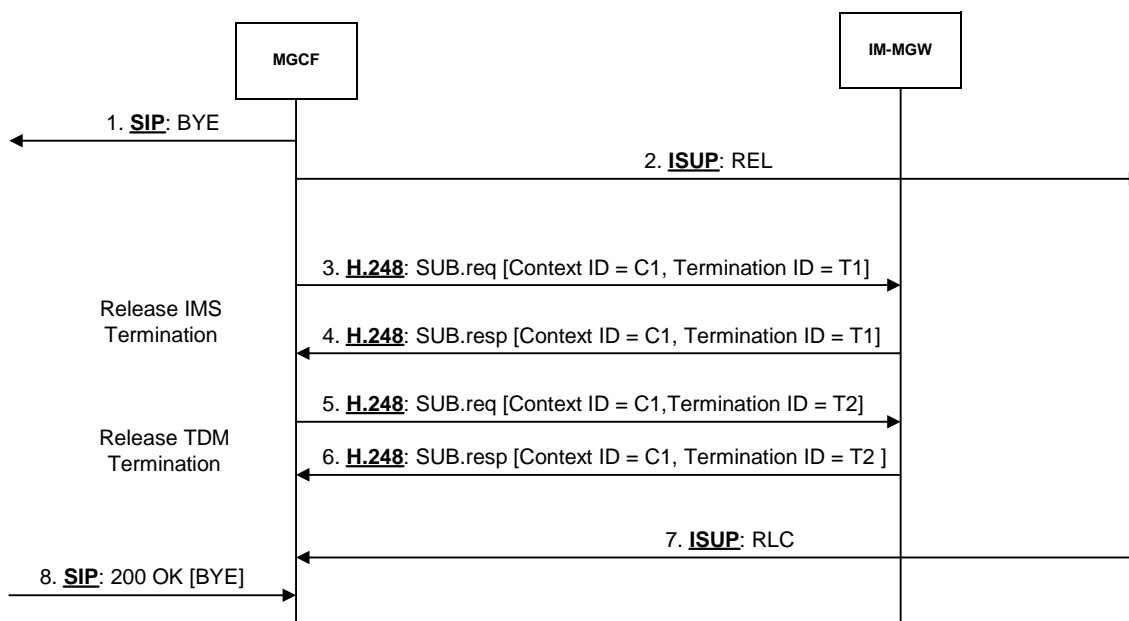 MGCF
IM-MGW
1. SIP: BYE
2. ISUP: REL
3. H.248: SUB.req [Context ID = C1, Termination ID = T1]
Release IMS
Termination
4. H.248: SUB.resp [Context ID = C1, Termination ID = T1]
5. H.248: SUB.req [Context ID = C1,Termination ID = T2]
Release TDM
Termination
6. H.248: SUB.resp [Context ID = C1, Termination ID = T2 ]
7. ISUP: RLC
8. SIP: 200 OK [BYE]